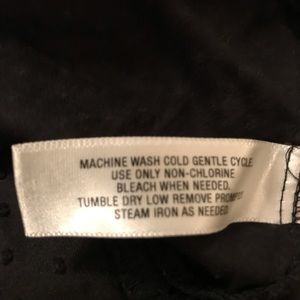 MACHINE WASH COLD GENTLE CYCLE
USE ONLY NON-CHLORINE
BLEACH WHEN NEEDED.
TUMBLE DRY LOW REMOVE
STEAM IRON AS NEEDED